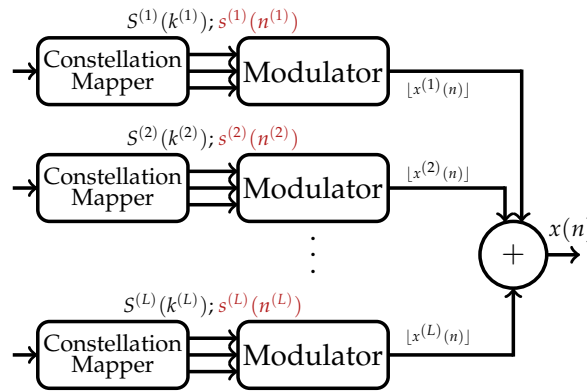 S^{(1)}(k^{(1)}); s^{(1)}(n^{(1)})
Constellation
Mapper
Modulator
⌊x^{(1)}(n)⌋
S^{(2)}(k^{(2)}); s^{(2)}(n^{(2)})
Constellation
Mapper
Modulator
⌊x^{(2)}(n)⌋
x(n)
+
⋮
S^{(L)}(k^{(L)}); s^{(L)}(n^{(L)})
Constellation
Mapper
Modulator
⌊x^{(L)}(n)⌋